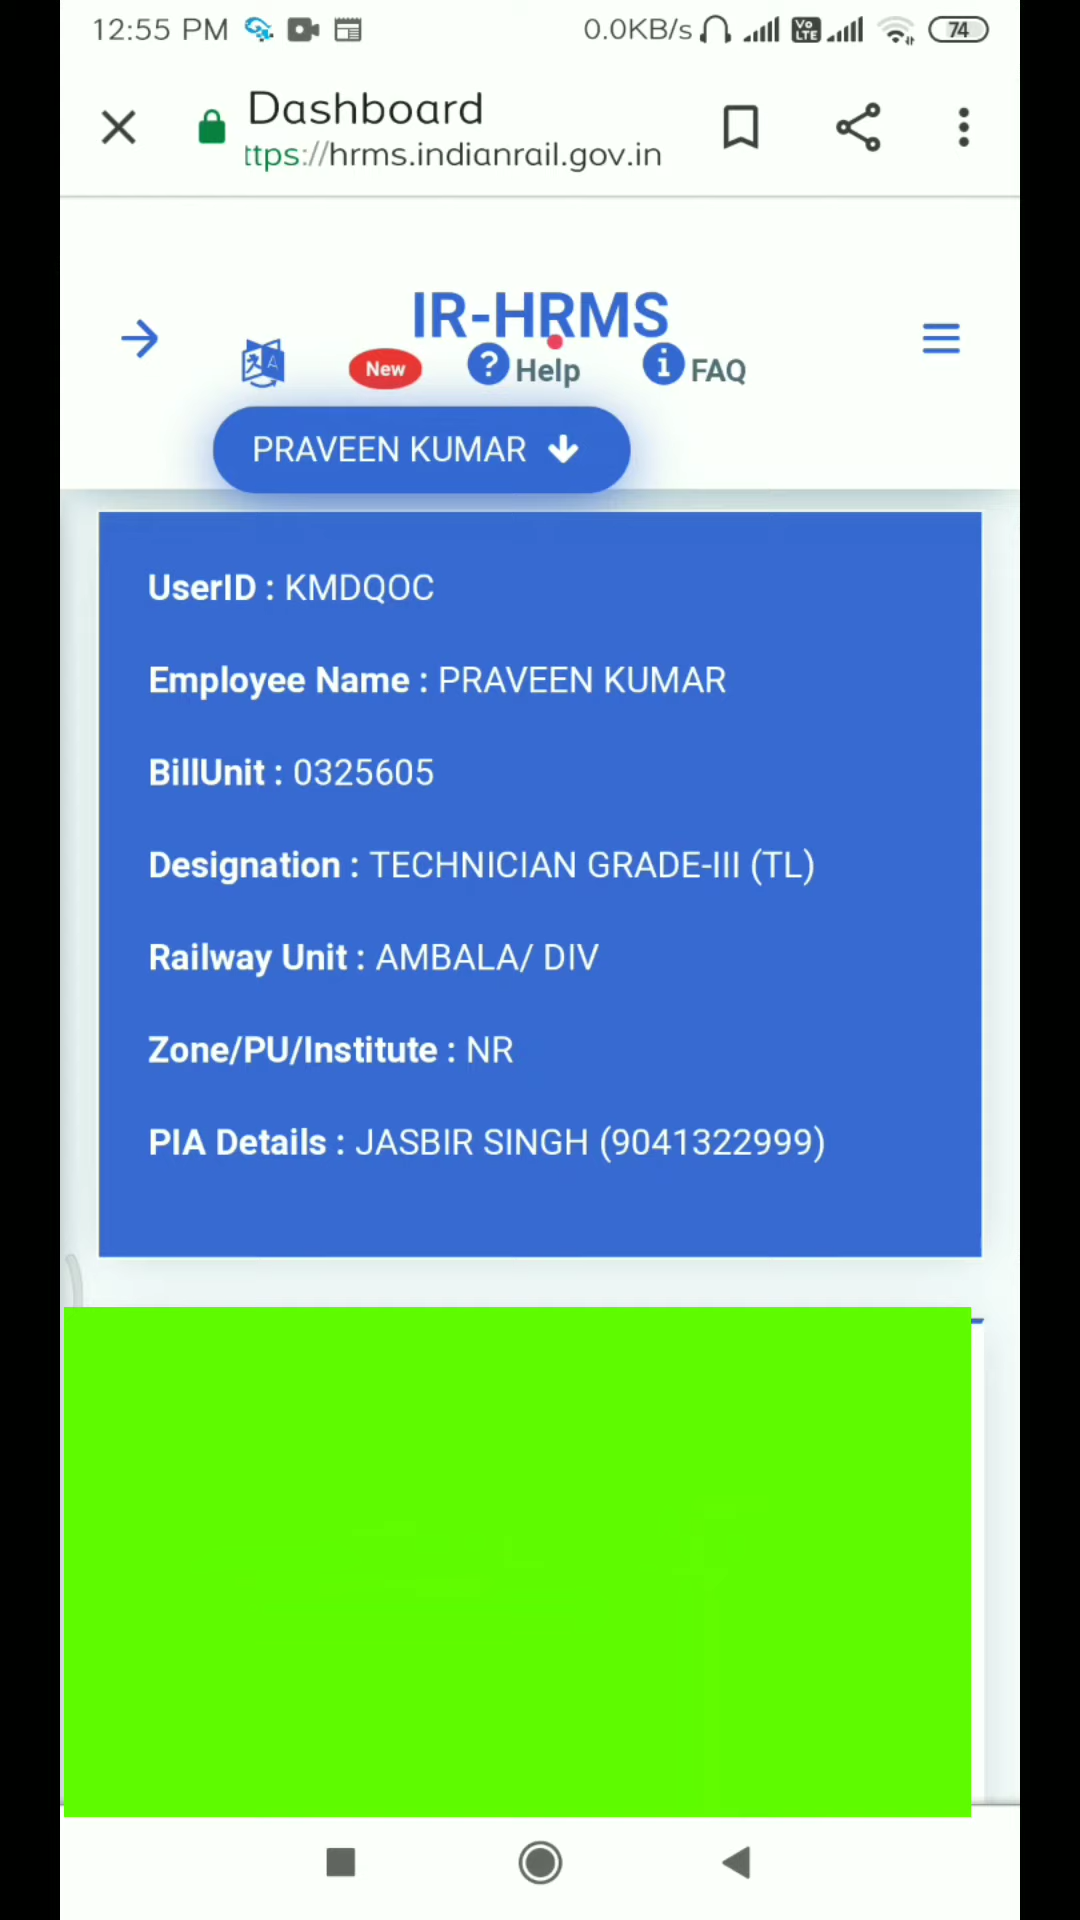 12:55 PM
0.0KB/s
Vo
LTE
74
Dashboard
ttps://hrms.indianrail.gov.in
IR-HRMS
A
New
? Help
i FAQ
PRAVEEN KUMAR
UserID : KMDQOC
Employee Name : PRAVEEN KUMAR
BillUnit : 0325605
Designation : TECHNICIAN GRADE-III (TL)
Railway Unit : AMBALA/ DIV
Zone/PU/Institute : NR
PIA Details : JASBIR SINGH (9041322999)